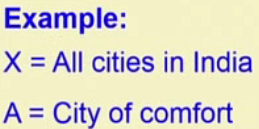 Example:
X = All cities in India
A = City of comfort